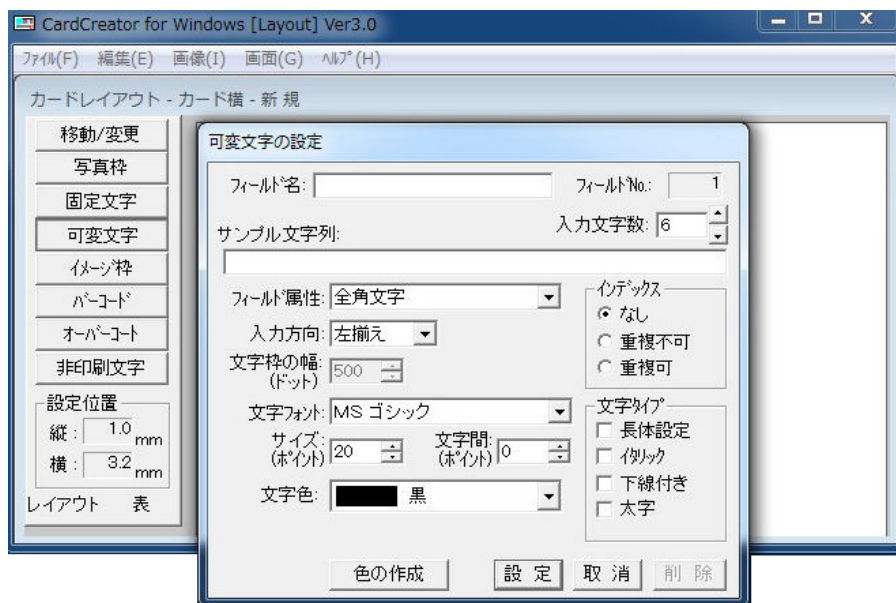 CardCreator for Windows [Layout] Ver3.0
ﾌｧｲﾙ(F) 編集(E) 画像(I) 画面(G) ﾍﾙﾌﾟ(H)
カードレイアウト - カード横 - 新 規
移動/変更
写真枠
固定文字
可変文字
ｲﾒｰｼﾞ枠
ﾊﾞｰｺｰﾄﾞ
ｵｰﾊﾞｰｺｰﾄ
非印刷文字
設定位置
縦： 1.0 mm
横： 3.2 mm
レイアウト 表
可変文字の設定
ﾌｨｰﾙﾄﾞ名:
ﾌｨｰﾙﾄﾞNo.: 1
入力文字数: 6
サンプル文字列:
ﾌｨｰﾙﾄﾞ属性: 全角文字
入力方向: 左揃え
文字枠の幅: 500
(ﾄﾞｯﾄ)
文字ﾌｫﾝﾄ: MS ゴシック
サイズ: 20
(ﾎﾟｲﾝﾄ)
文字間: 0
(ﾎﾟｲﾝﾄ)
文字色: 黒
ｲﾝﾃﾞｯｸｽ
なし
重複不可
重複可
文字ﾀｲﾌﾟ
長体設定
ｲﾀﾘｯｸ
下線付き
太字
色の作成
設 定
取 消
削 除